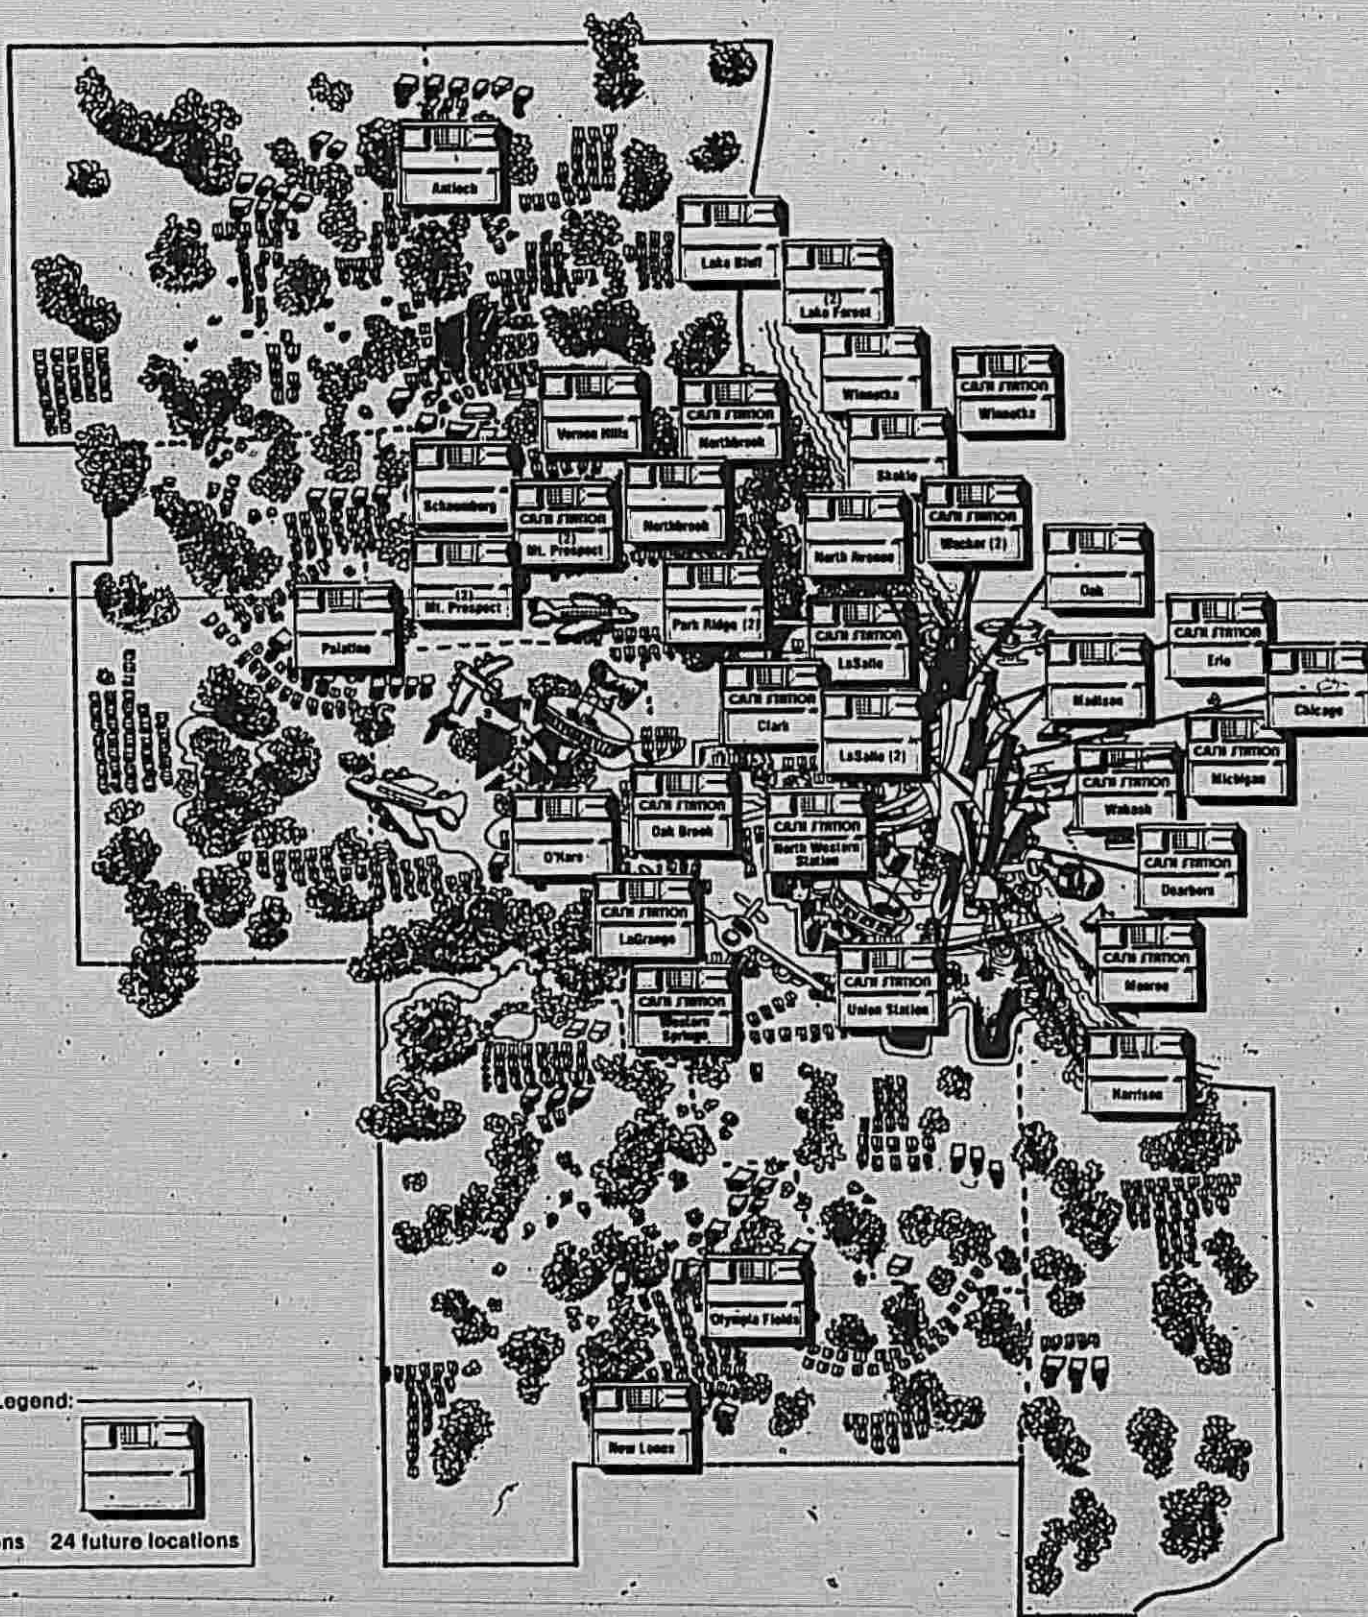 Antioch
Lake Bluff
(2)
Lake Forest
Winnetka
CASH STATION
Winnetka
Vernon Hills
CASH STATION
Northbrook
Skokie
Schaumburg
CASH STATION
(2)
Mt. Prospect
Northbrook
North Avenue
CASH STATION
Wacker (2)
Oak
(2)
Mt. Prospect
Palatine
Park Ridge (2)
CASH STATION
LaSalle
CASH STATION
Erie
Madison
Chicago
CASH STATION
Clark
LaSalle (2)
CASH STATION
Michigan
CASH STATION
Wabash
O'Hare
CASH STATION
Oak Brook
CASH STATION
North Western
Station
CASH STATION
Dearborn
CASH STATION
LaGrange
CASH STATION
Monroe
CASH STATION
Western
Springs
CASH STATION
Union Station
Harrison
Olympia Fields
New Lenox
Legend:
24 future locations